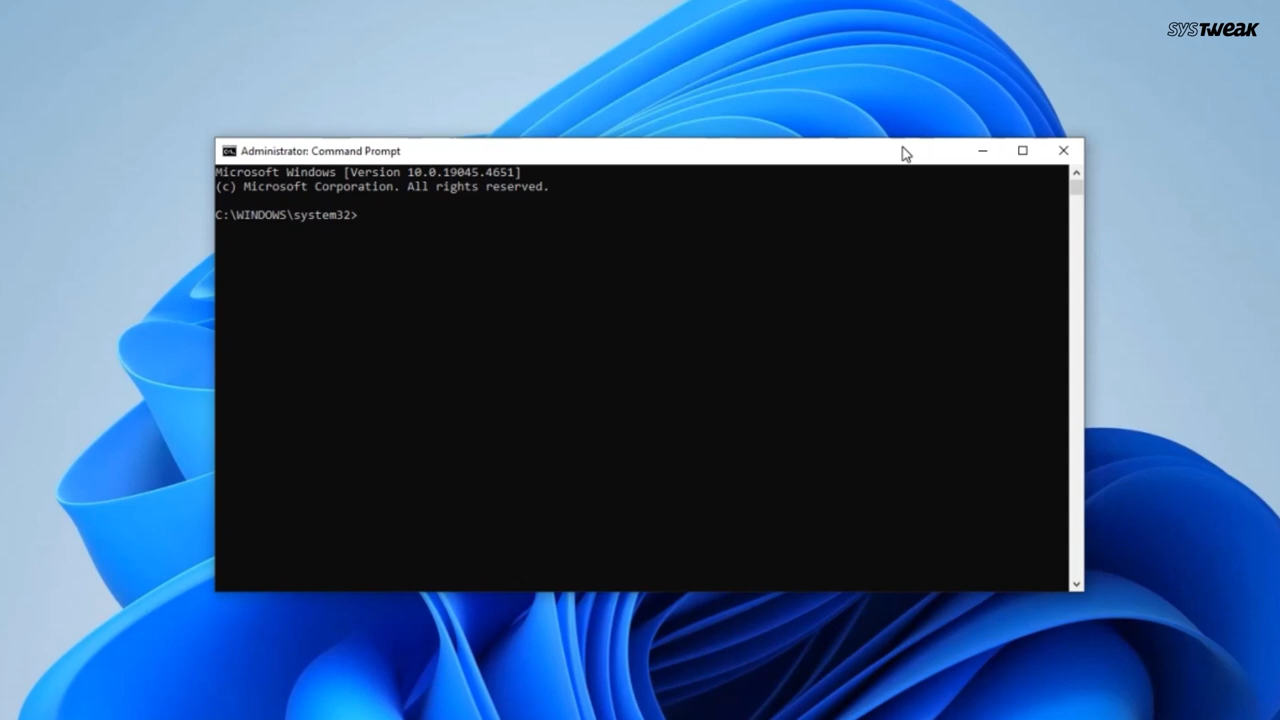 SYSTWEAK
Administrator: Command Prompt
Microsoft Windows [Version 10.0.19045.4651]
(c) Microsoft Corporation. All rights reserved.
C:\WINDOWS\system32>